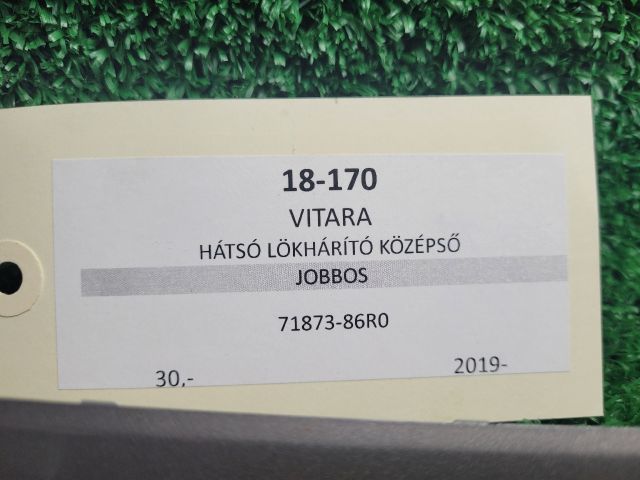 18-170
VITARA
HÁTSÓ LÖKHÁRÍTÓ KÖZÉPSŐ
JOBBOS
71873-86R0
30,-
2019-